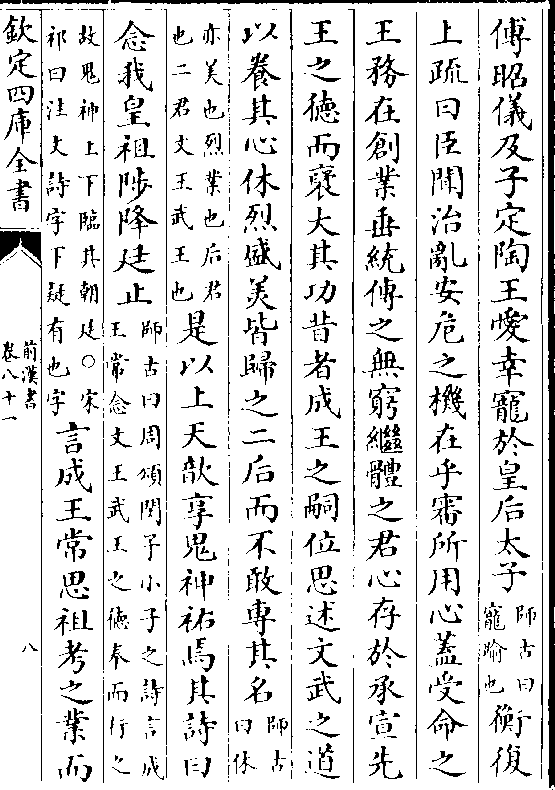 傅昭儀及子定陶王愛幸寵於皇后太子師古曰寵踰也衡復
上疏曰臣聞治亂安危之機在乎審所用心蓋受命之
王務在創業垂統傳之無窮繼體之君心存於承宣先
王之德而襃大其功昔者成王之嗣位思述文武之道
以養其心休烈盛美皆歸之二后而不敢專其名師古曰休
亦美也烈業也后君也二君文王武王也是以上天歆享鬼神祐焉其詩曰
念我皇祖陟降廷止師古曰周頌閔子小子之詩言成王常念文王武王之德奉而行之
故鬼神上下臨其朝廷○宋祁曰注文詩字下疑有也字言成王常思祖考之業而
欽定四庫全書
前漢書
卷八十一
八